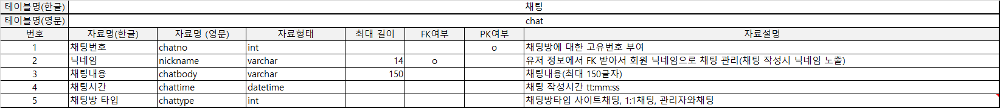 테이블명(한글) 채팅
테이블명(영문) chat
번호 자료명(한글) 자료명 (영문) 자료형태 최대 길이 FK여부 PK여부 자료설명
1 채팅번호 chatno int o 채팅방에 대한 고유번호 부여
2 닉네임 nickname varchar 14 o 유저 정보에서 FK 받아서 회원 닉네임으로 채팅 관리(채팅 작성시 닉네임 노출)
3 채팅내용 chatbody varchar 150 채팅내용(최대 150글자)
4 채팅시간 chattime datetime 채팅 작성시간 tt:mm:ss
5 채팅방 타입 chattype int 채팅방타입 사이트채팅, 1:1채팅, 관리자와채팅